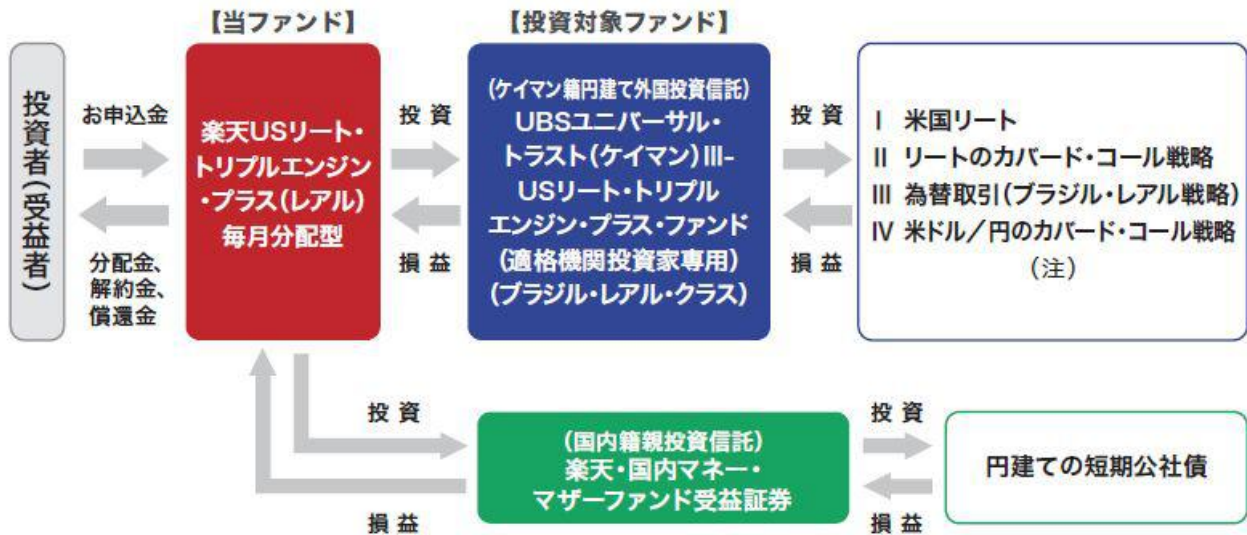 【当ファンド】
【投資対象ファンド】
投資者(受益者)
お申込金
分配金、
解約金、
償還金
楽天USリート・
トリプルエンジン
・プラス(レアル)
毎月分配型
投 資
損 益
(ケイマン籍円建て外国投資信託)
UBSユニバーサル・
トラスト(ケイマン)III-
USリート・トリプル
エンジン・プラス・ファンド
(適格機関投資家専用)
(ブラジル・レアル・クラス)
投 資
損 益
I 米国リート
II リートのカバード・コール戦略
III 為替取引(ブラジル・レアル戦略)
IV 米ドル/円のカバード・コール戦略
(注)
投 資
損 益
(国内籍親投資信託)
楽天・国内マネー・
マザーファンド受益証券
投 資
損 益
円建ての短期公社債